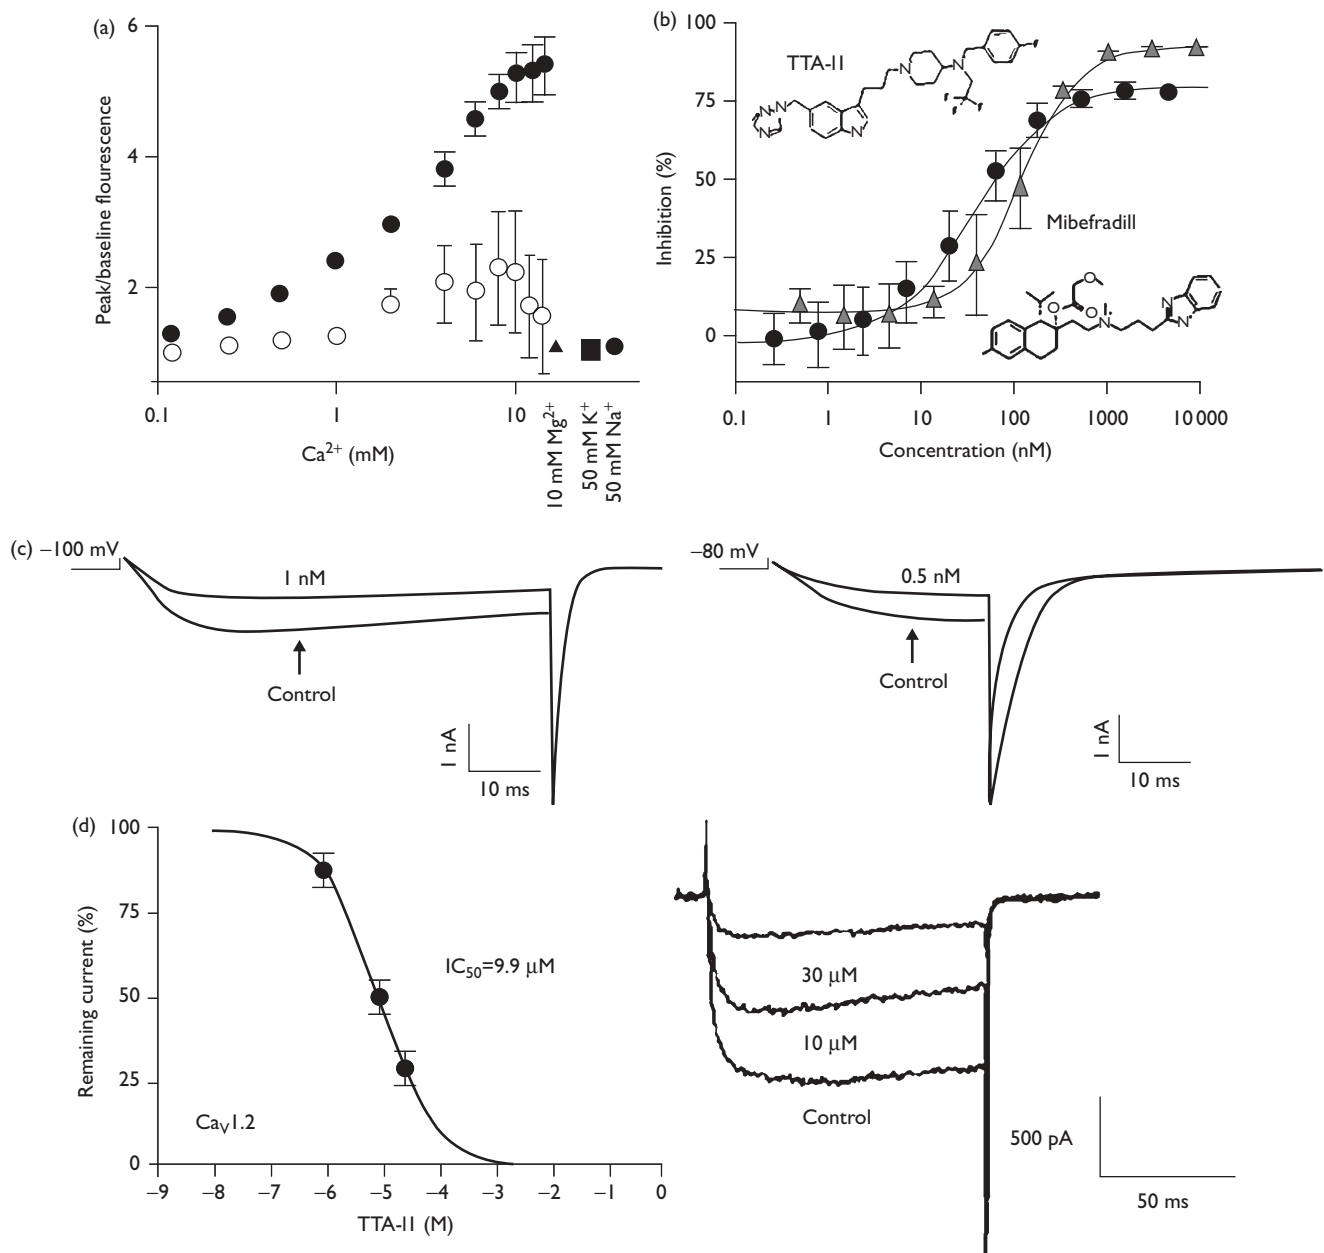 (a)
6
4
2
Peak/baseline flourescence
0.1
1
10
Ca2+ (mM)
10 mM Mg2+
50 mM K+
50 mM Na+
(b)
100
75
50
25
0
Inhibition (%)
TTA-II
N
N
N
N
N
F
F
F
F
Mibefradill
O
O
O
N
N
N
0.1
1
10
100
1000
10 000
Concentration (nM)
(c)
–100 mV
1 nM
Control
1 nA
10 ms
–80 mV
0.5 nM
Control
1 nA
10 ms
(d)
100
75
50
25
0
Remaining current (%)
IC50=9.9 µM
CaV1.2
–9
–8
–7
–6
–5
–4
–3
–2
–1
0
TTA-II (M)
30 µM
10 µM
Control
500 pA
50 ms